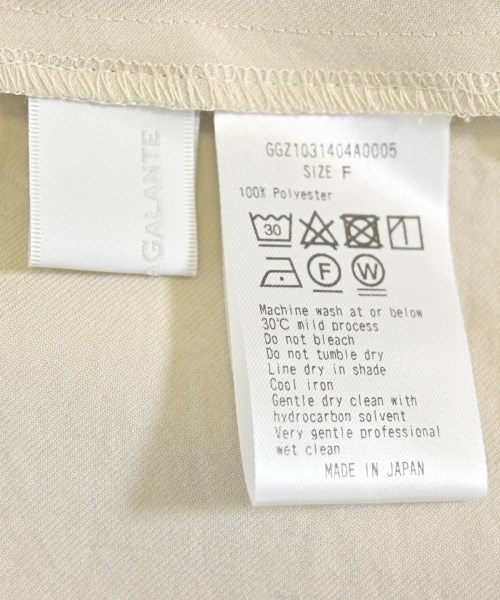 GALANTE
GGZ1031404A0005
SIZE F
100% Polyester
30
F
W
Machine wash at or below
30℃ mild process
Do not bleach
Do not tumble dry
Line dry in shade
Cool iron
Gentle dry clean with
hydrocarbon solvent
Very gentle professional
wet clean
MADE IN JAPAN